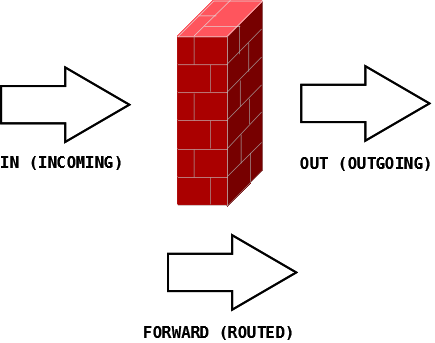 IN (INCOMING)
OUT (OUTGOING)
FORWARD (ROUTED)